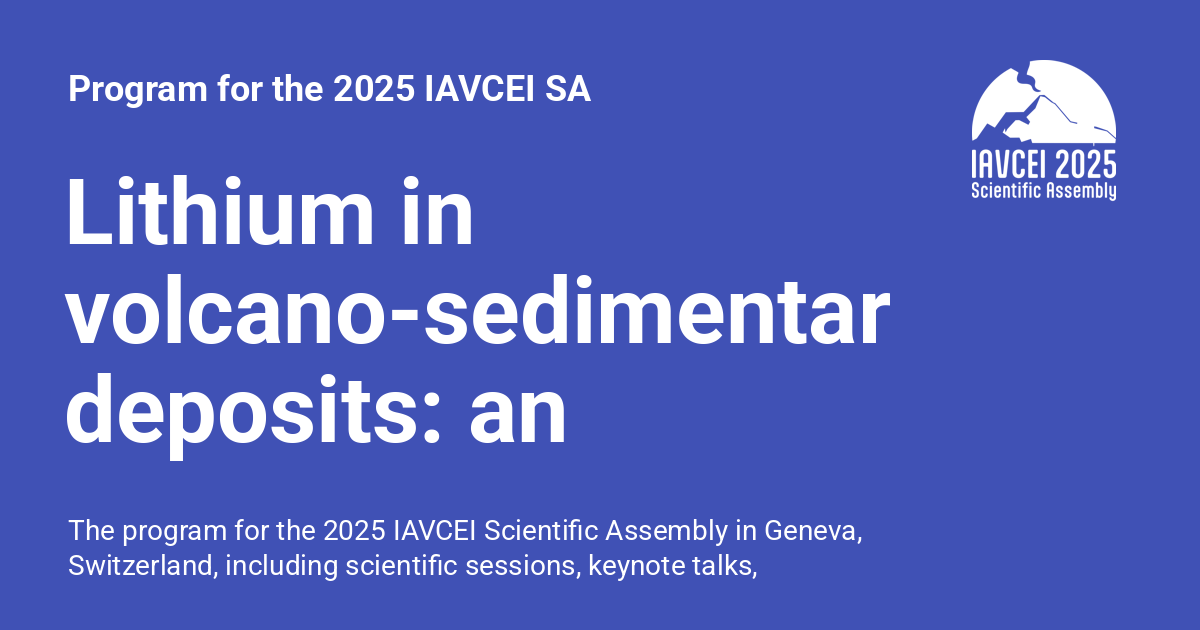 Program for the 2025 IAVCEI SA
IAVCEI 2025
Scientific Assembly
Lithium in
volcano-sedimentar
deposits: an
The program for the 2025 IAVCEI Scientific Assembly in Geneva,
Switzerland, including scientific sessions, keynote talks,